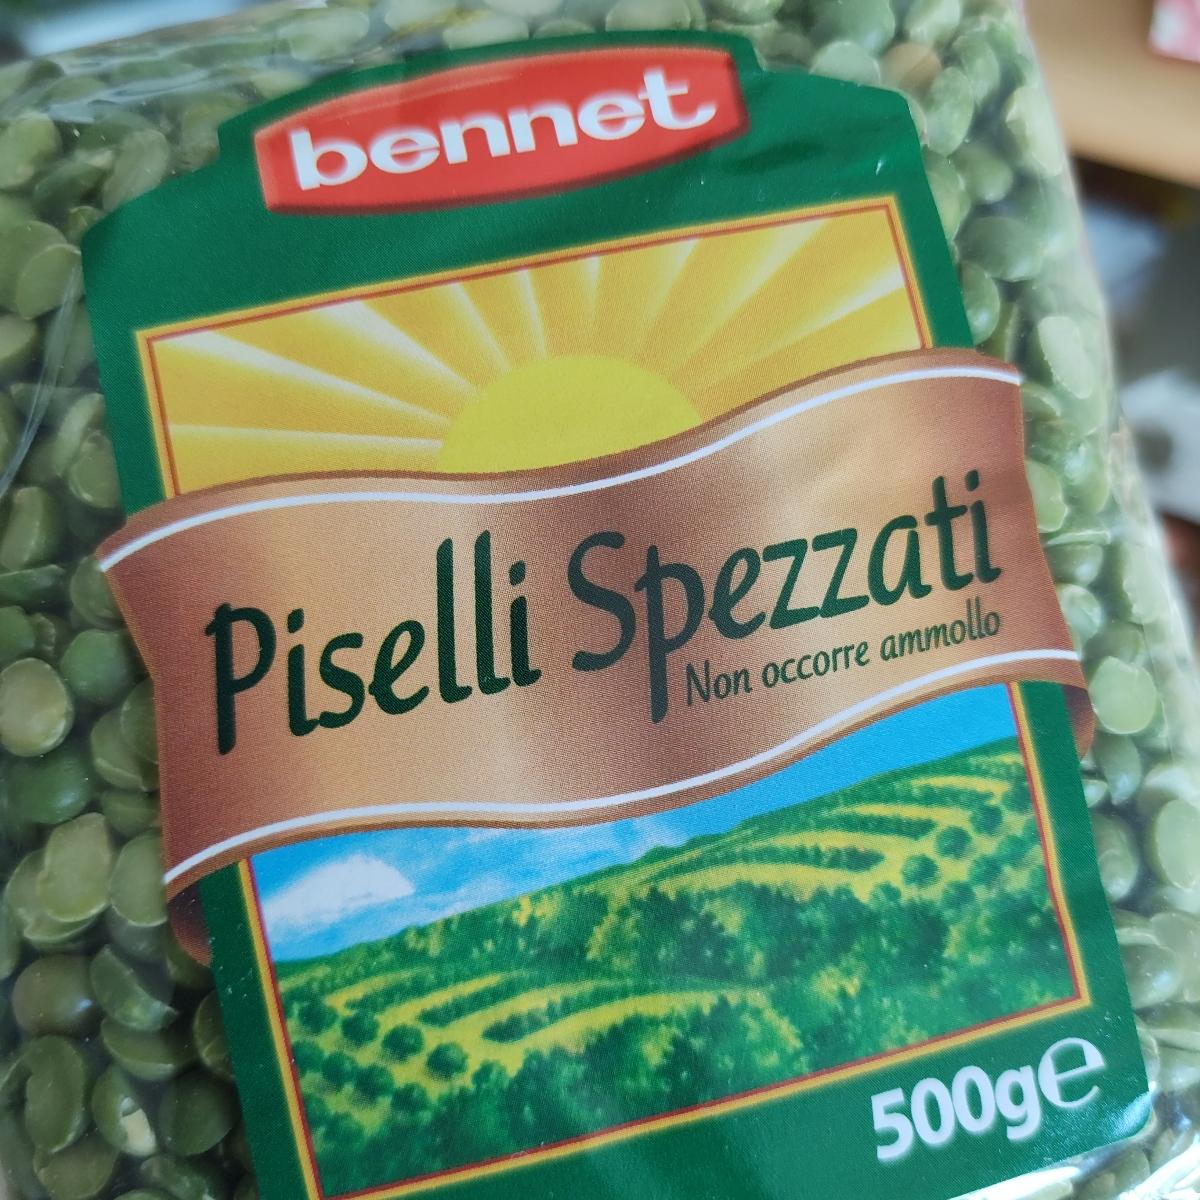 bennet
Piselli Spezzati
Non occorre ammollo
500g℮